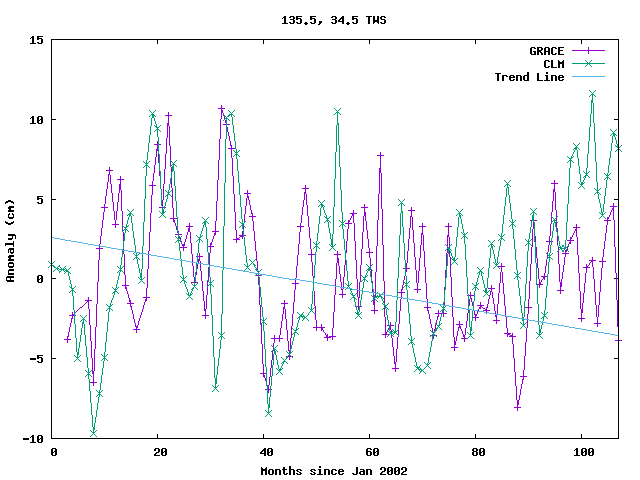 135.5, 34.5 TWS
GRACE
CLM
Trend Line
Anomaly (cm)
15
10
5
0
-5
-10
0 20 40 60 80 100
Months since Jan 2002